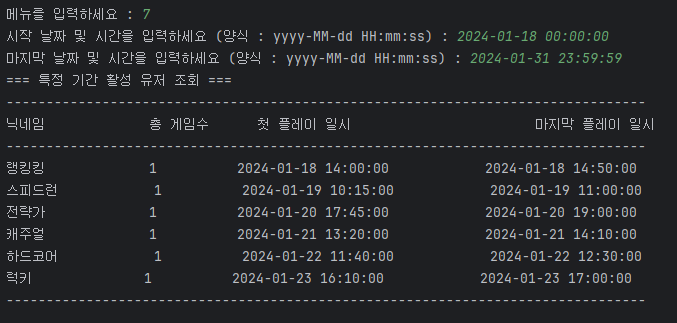 메뉴를 입력하세요 : 7
시작 날짜 및 시간을 입력하세요 (양식 : yyyy-MM-dd HH:mm:ss) : 2024-01-18 00:00:00
마지막 날짜 및 시간을 입력하세요 (양식 : yyyy-MM-dd HH:mm:ss) : 2024-01-31 23:59:59
=== 특정 기간 활성 유저 조회 ===
--------------------------------------------------------------------------------
닉네임 총 게임수 첫 플레이 일시 마지막 플레이 일시
--------------------------------------------------------------------------------
랭킹킹 1 2024-01-18 14:00:00 2024-01-18 14:50:00
스피드런 1 2024-01-19 10:15:00 2024-01-19 11:00:00
전략가 1 2024-01-20 17:45:00 2024-01-20 19:00:00
캐주얼 1 2024-01-21 13:20:00 2024-01-21 14:10:00
하드코어 1 2024-01-22 11:40:00 2024-01-22 12:30:00
럭키 1 2024-01-23 16:10:00 2024-01-23 17:00:00
--------------------------------------------------------------------------------